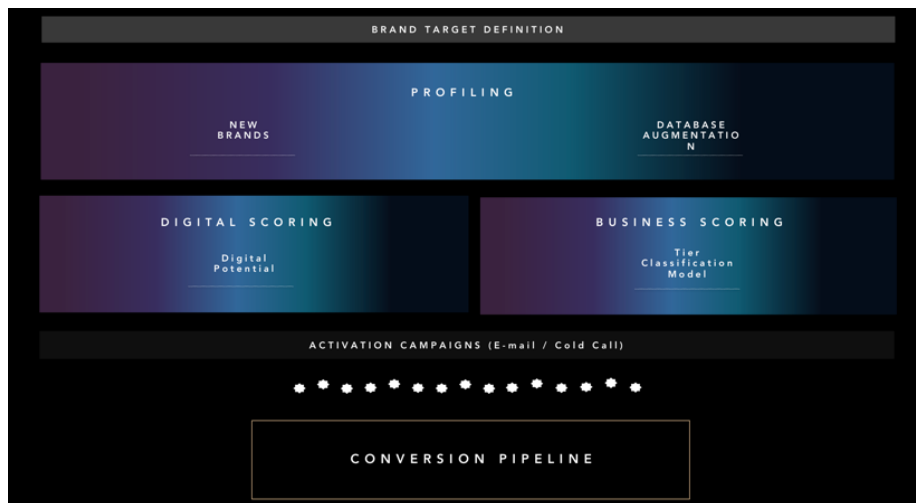 BRAND TARGET DEFINITION
PROFILING
NEW
BRANDS
DATABASE
AUGMENTATIO
N
DIGITAL SCORING
Digital
Potential
BUSINESS SCORING
Tier
Classification
Model
ACTIVATION CAMPAIGNS (E-mail / Cold Call)
CONVERSION PIPELINE